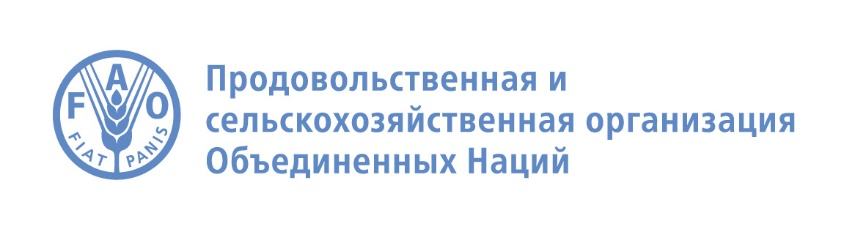 FAO
FIAT PANIS
Продовольственная и
сельскохозяйственная организация
Объединенных Наций